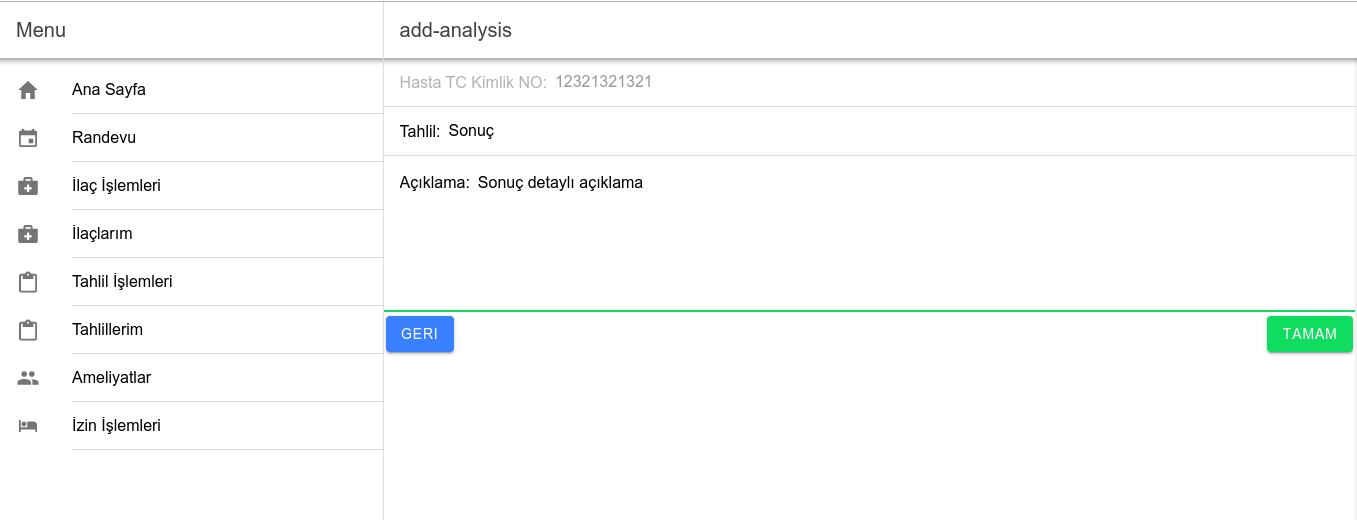 Menu
Ana Sayfa
Randevu
İlaç İşlemleri
İlaçlarım
Tahlil İşlemleri
Tahlillerim
Ameliyatlar
İzin İşlemleri
add-analysis
Hasta TC Kimlik NO: 12321321321
Tahlil: Sonuç
Açıklama: Sonuç detaylı açıklama
GERI
TAMAM